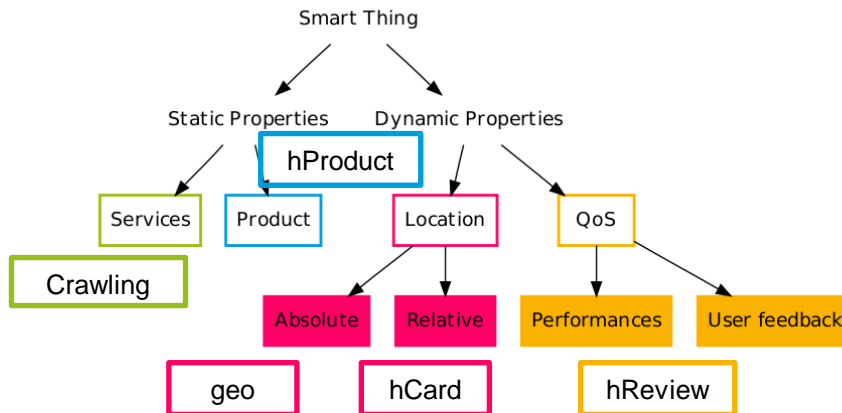 Smart Thing
Static Properties
Dynamic Properties
hProduct
Services
Product
Location
QoS
Crawling
Absolute
Relative
Performances
User feedback
geo
hCard
hReview